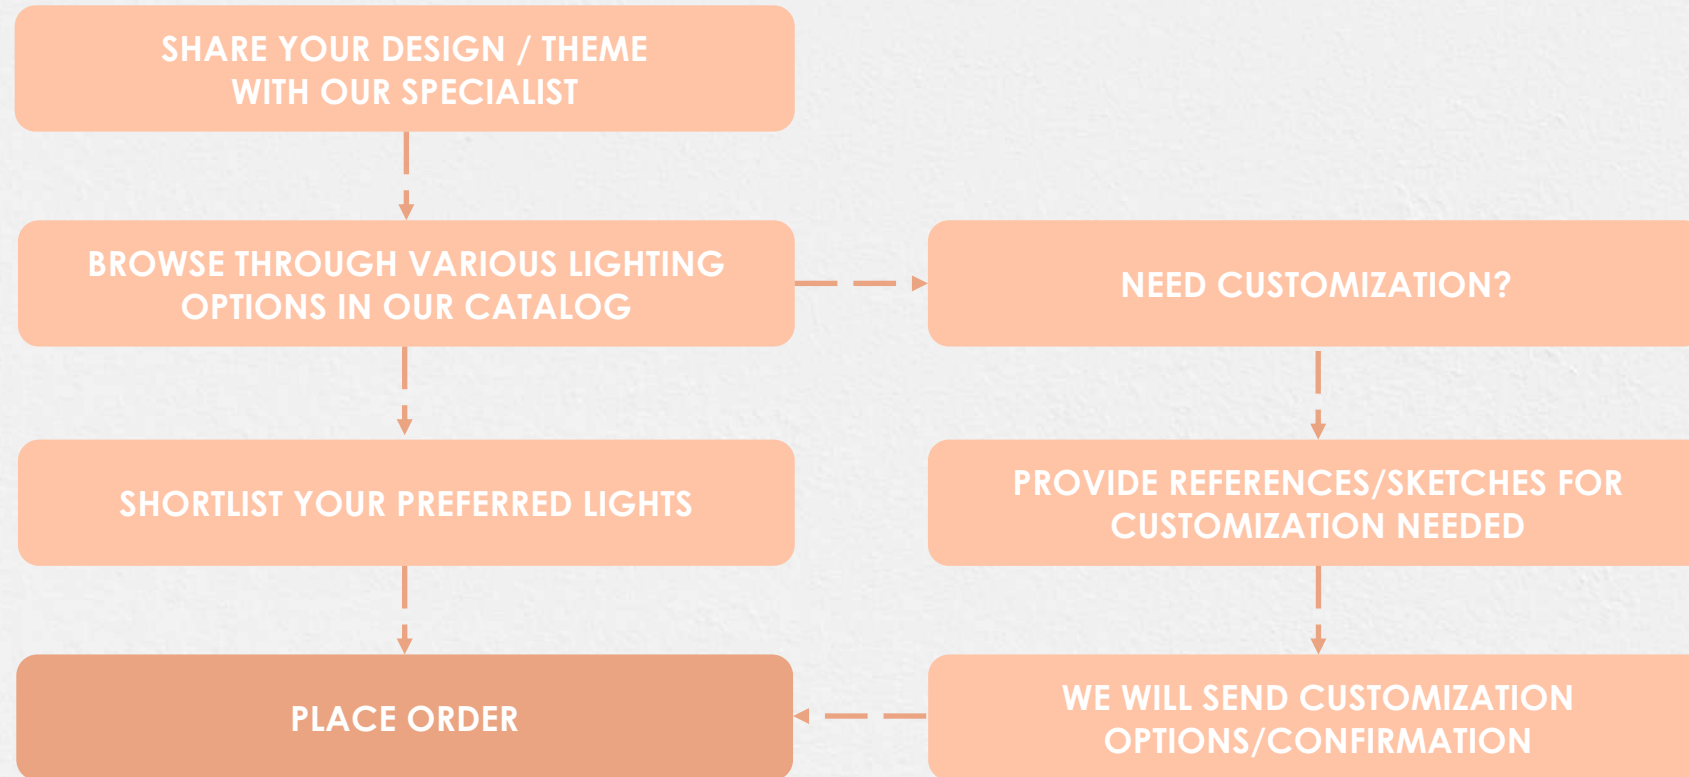 SHARE YOUR DESIGN / THEME
WITH OUR SPECIALIST
BROWSE THROUGH VARIOUS LIGHTING
OPTIONS IN OUR CATALOG
SHORTLIST YOUR PREFERRED LIGHTS
PLACE ORDER
NEED CUSTOMIZATION?
PROVIDE REFERENCES/SKETCHES FOR
CUSTOMIZATION NEEDED
WE WILL SEND CUSTOMIZATION
OPTIONS/CONFIRMATION